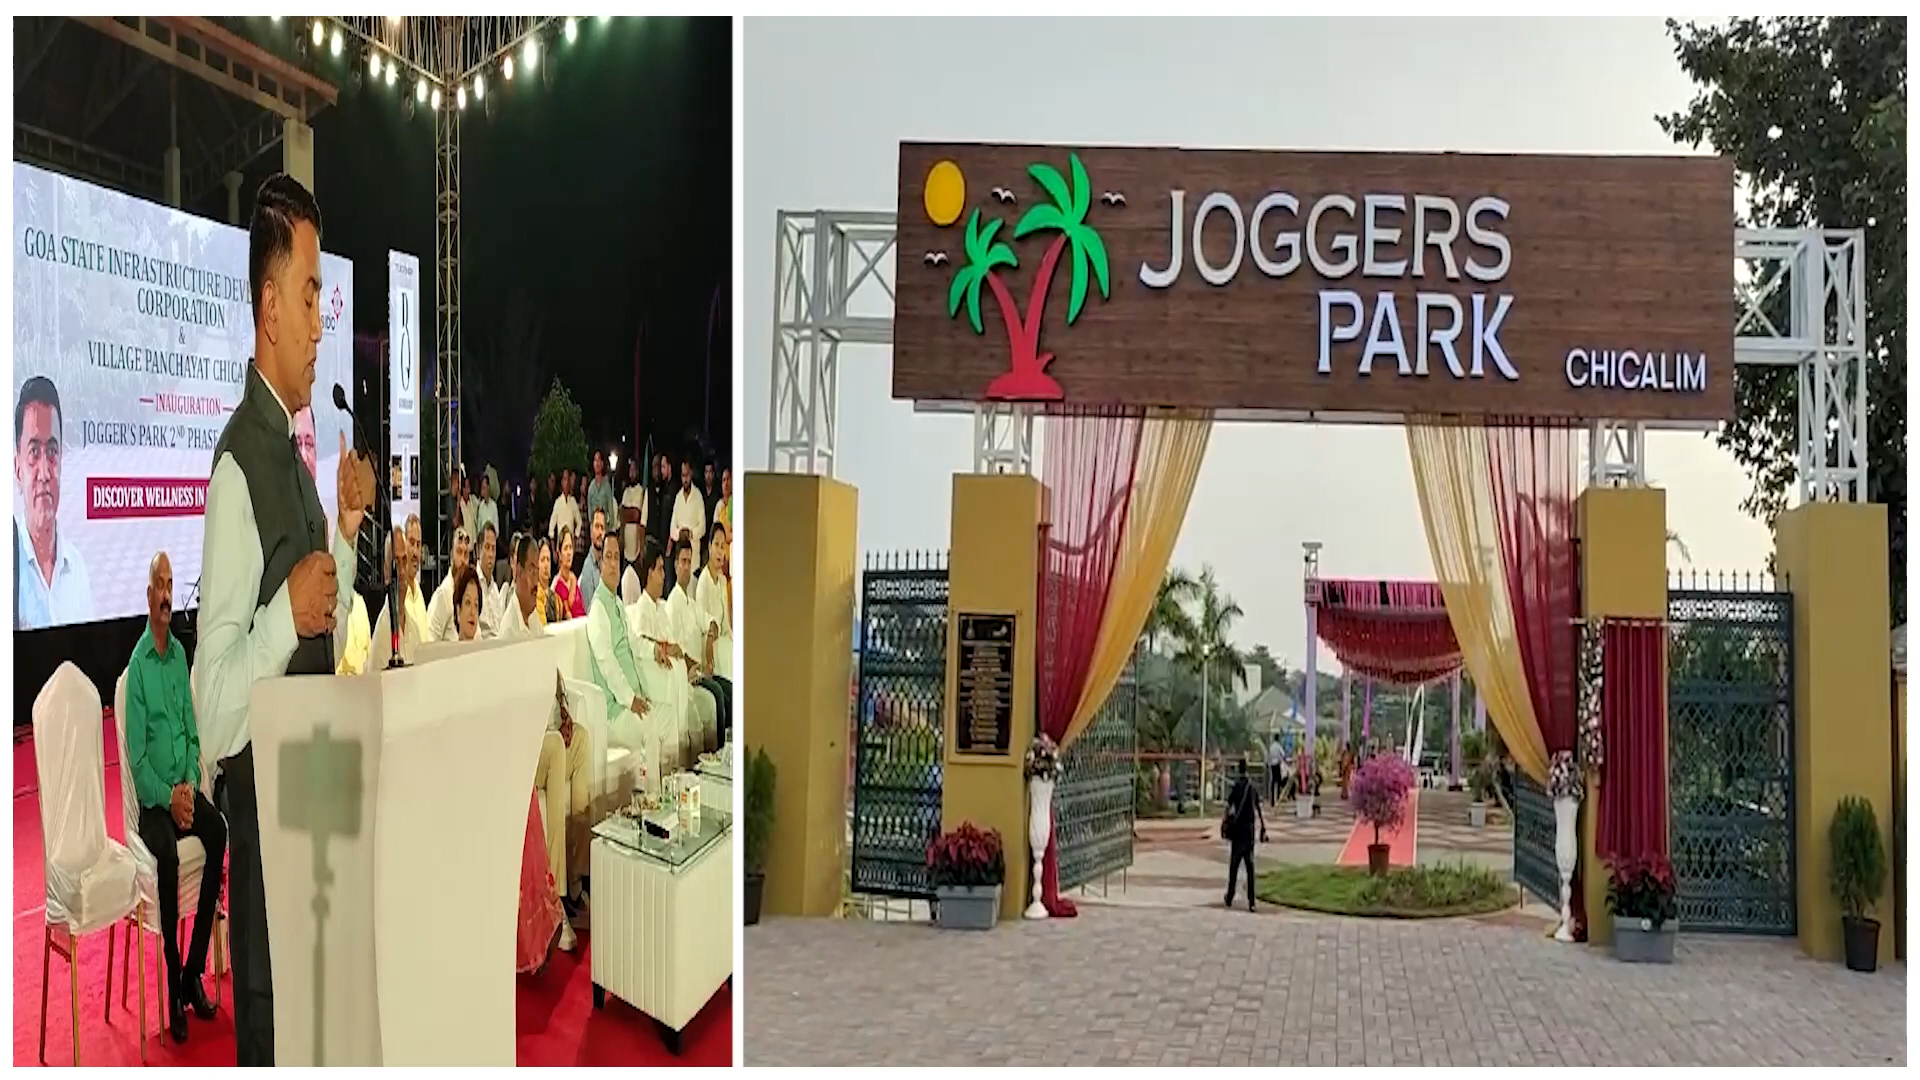 GOA STATE INFRASTRUCTURE DEVE
CORPORATION
&
VILLAGE PANCHAYAT CHICA
INAUGURATION
JOGGER'S PARK 2ND PHASE
DISCOVER WELLNESS IN
SIDC
JOGGERS
PARK
CHICALIM